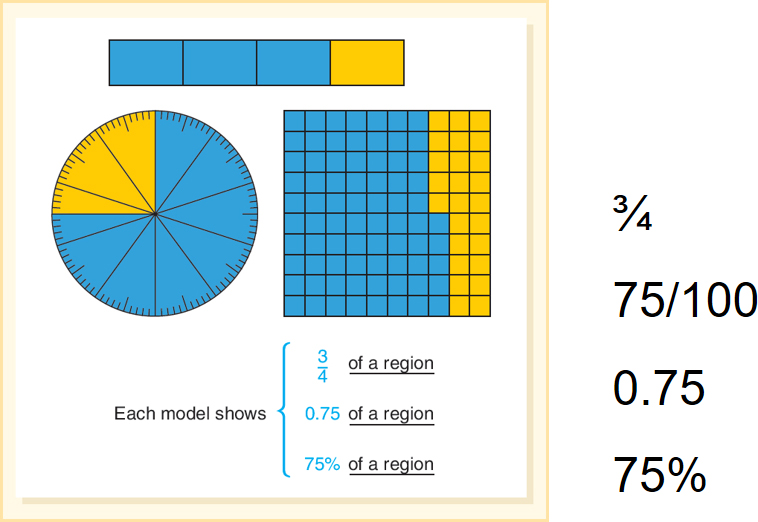 Each model shows
3/4 of a region
0.75 of a region
75% of a region
¾
75/100
0.75
75%